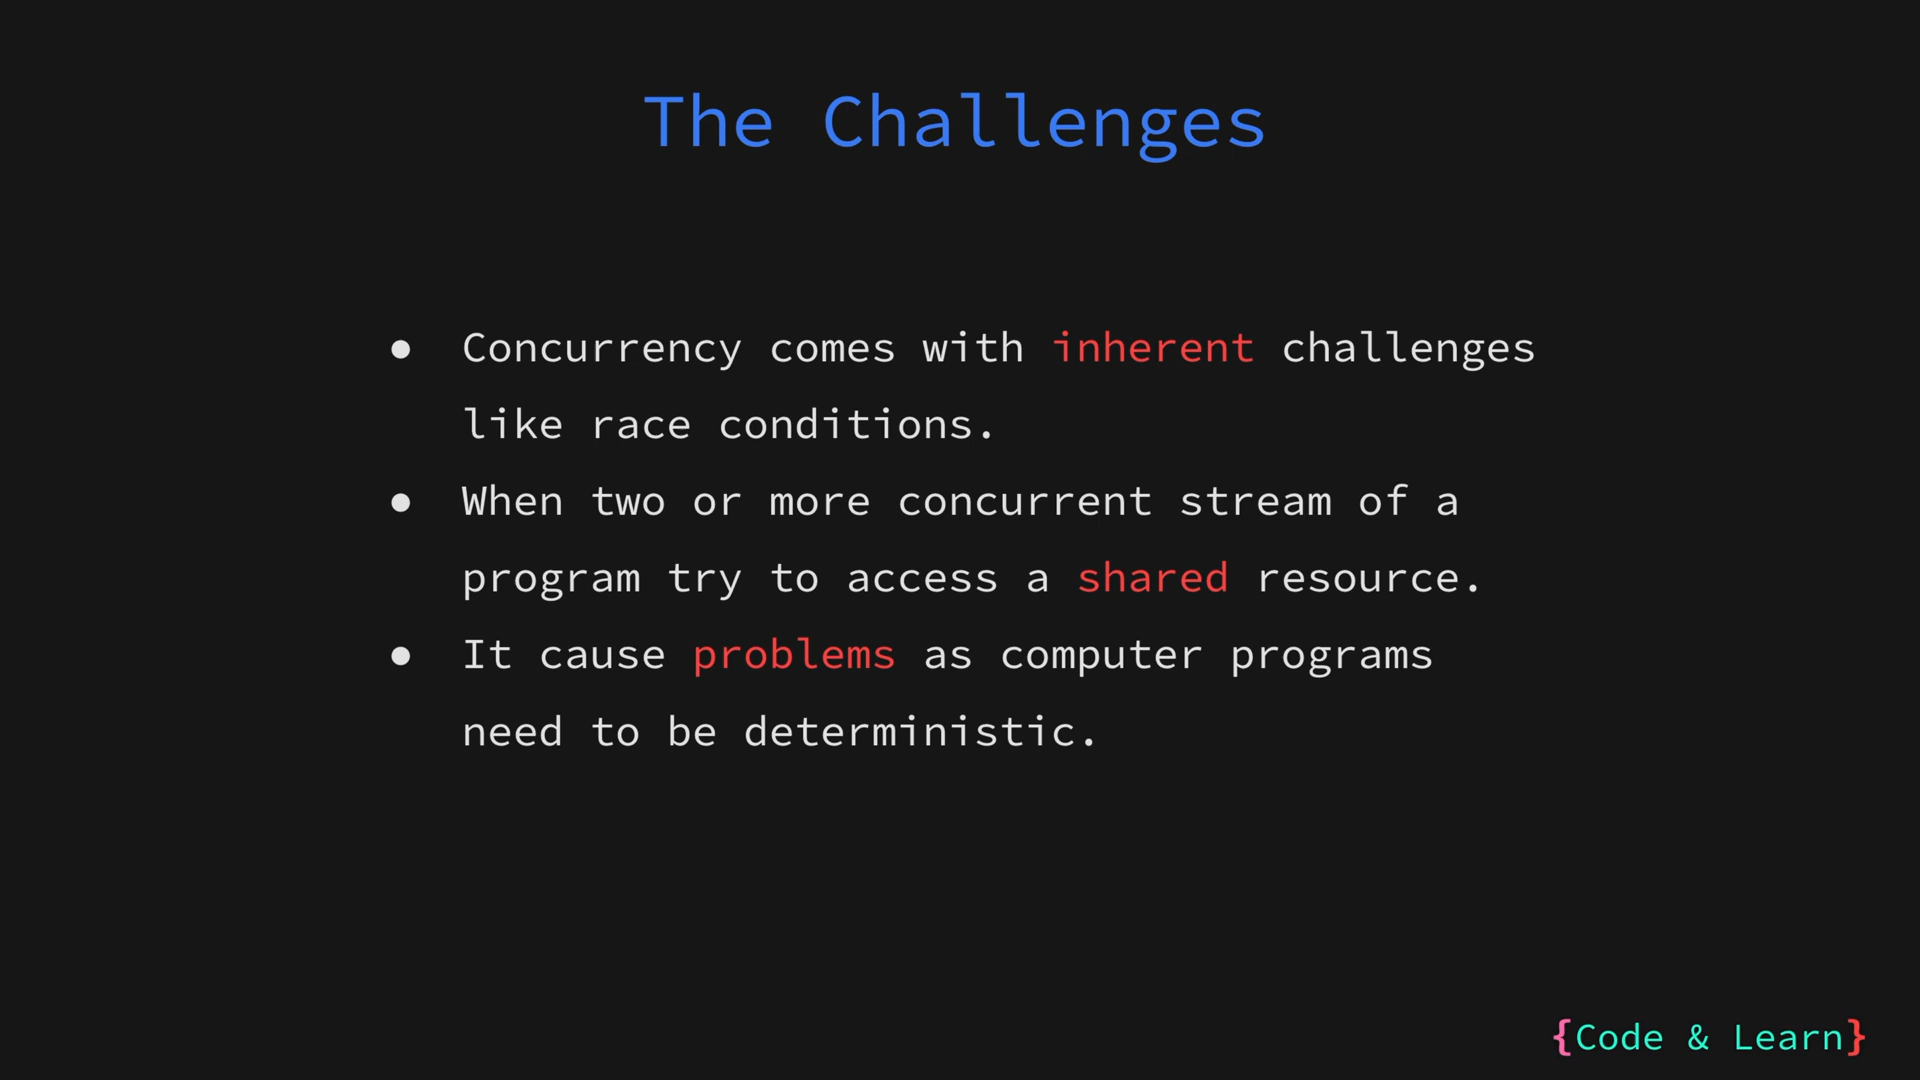 The Challenges
● Concurrency comes with inherent challenges
like race conditions.
● When two or more concurrent stream of a
program try to access a shared resource.
● It cause problems as computer programs
need to be deterministic.
{Code & Learn}